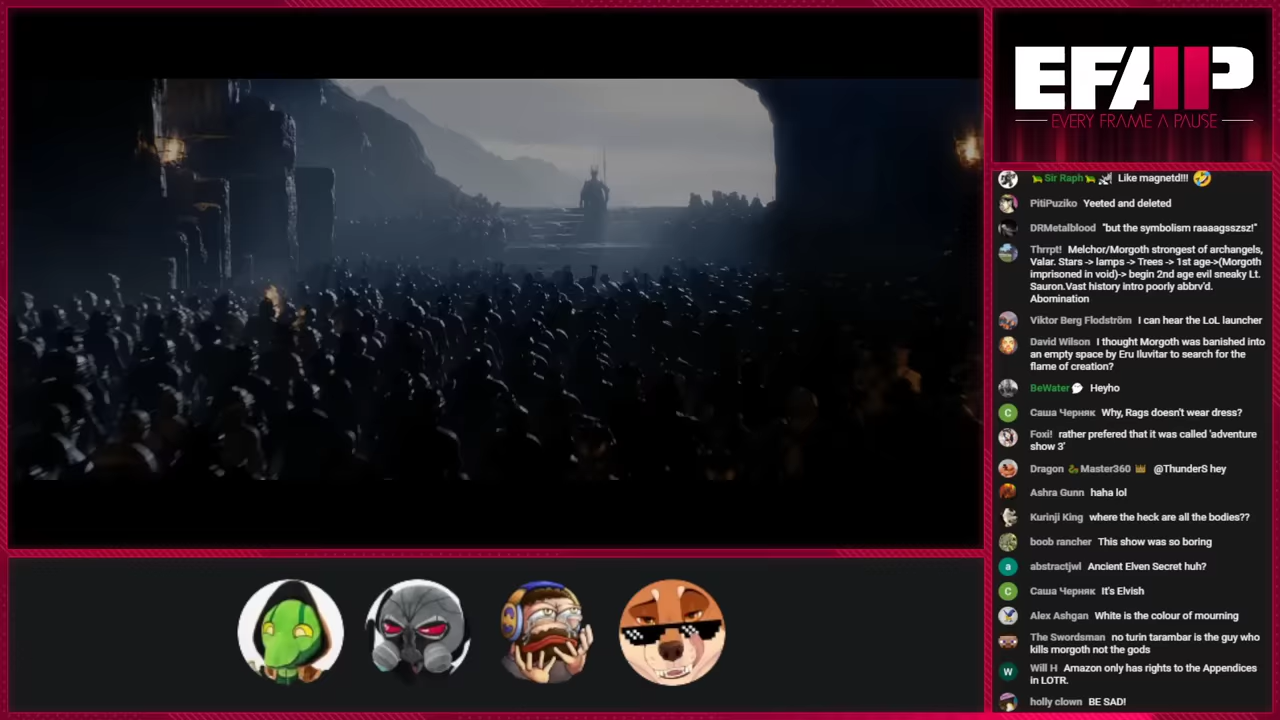 EFAP
EVERY FRAME A PAUSE
Sir Raph Like magnetd!!!
PitiPuziko Yeeted and deleted
DRMetalblood "but the symbolism raaaagsszsz!"
Thrrpt! Melchor/Morgoth strongest of archangels,
Valar. Stars -> lamps -> Trees -> 1st age->(Morgoth
imprisoned in void)-> begin 2nd age evil sneaky Lt.
Sauron.Vast history intro poorly abbrv'd.
Abomination
Viktor Berg Flodström I can hear the LoL launcher
David Wilson I thought Morgoth was banished into
an empty space by Eru Iluvitar to search for the
flame of creation?
BeWater Heyho
C Саша Черняк Why, Rags doesn't wear dress?
Foxi! rather prefered that it was called 'adventure
show 3'
Dragon Master360 @ThunderS hey
Ashra Gunn haha lol
Kurinji King where the heck are all the bodies??
boob rancher This show was so boring
a abstractjwl Ancient Elven Secret huh?
C Саша Черняк It's Elvish
Alex Ashgan White is the colour of mourning
The Swordsman no turin tarambar is the guy who
kills morgoth not the gods
W Will H Amazon only has rights to the Appendices
in LOTR.
holly clown BE SAD!